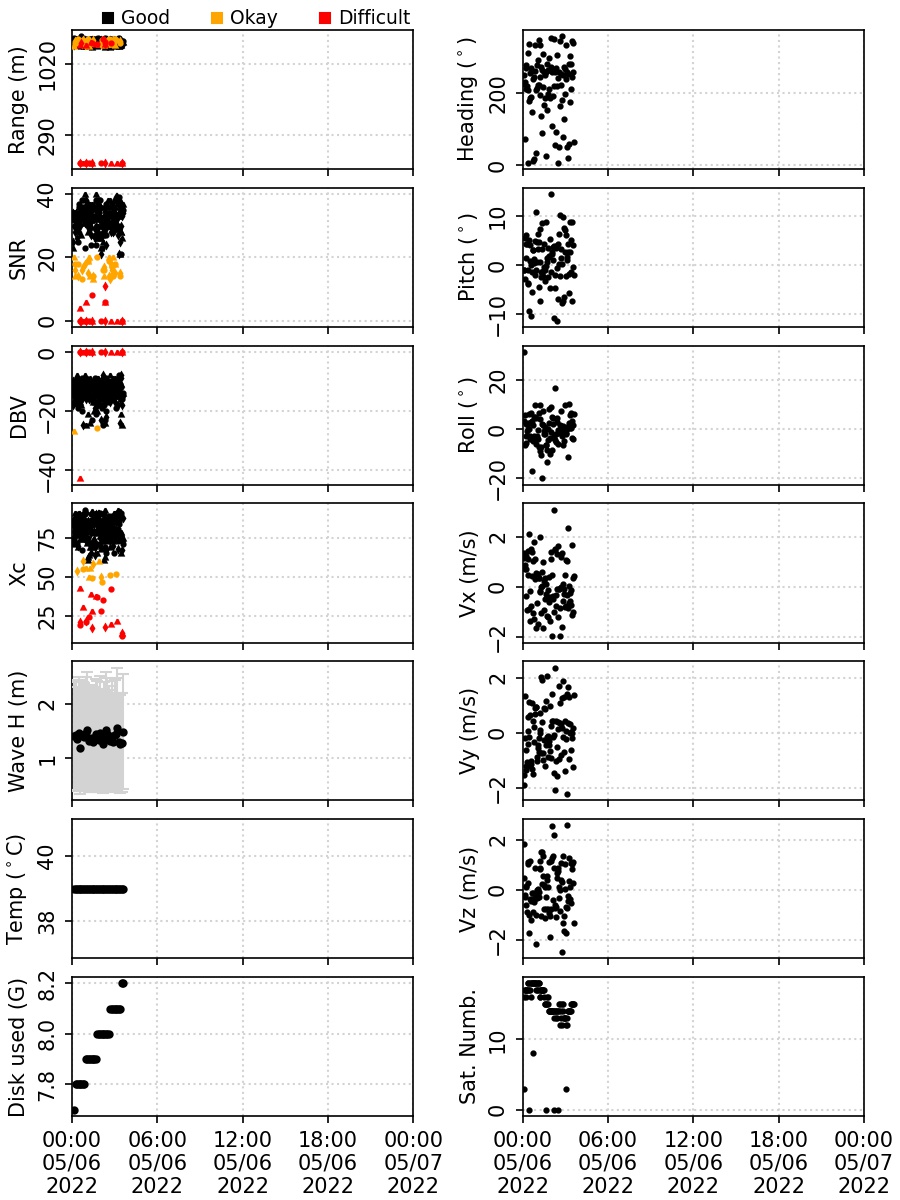 Good Okay Difficult
Range (m)
1020
290
Heading (°)
200
0
SNR
40
20
0
Pitch (°)
10
0
−10
DBV
0
−20
−40
Roll (°)
20
0
−20
Xc
75
50
25
Vx (m/s)
2
0
−2
Wave H (m)
2
1
Vy (m/s)
2
0
−2
Temp (°C)
40
38
Vz (m/s)
2
0
−2
Disk used (G)
8.2
8.0
7.8
Sat. Numb.
10
0
00:00 06:00 12:00 18:00 00:00
05/06 05/06 05/06 05/06 05/07
2022 2022 2022 2022 2022
00:00 06:00 12:00 18:00 00:00
05/06 05/06 05/06 05/06 05/07
2022 2022 2022 2022 2022